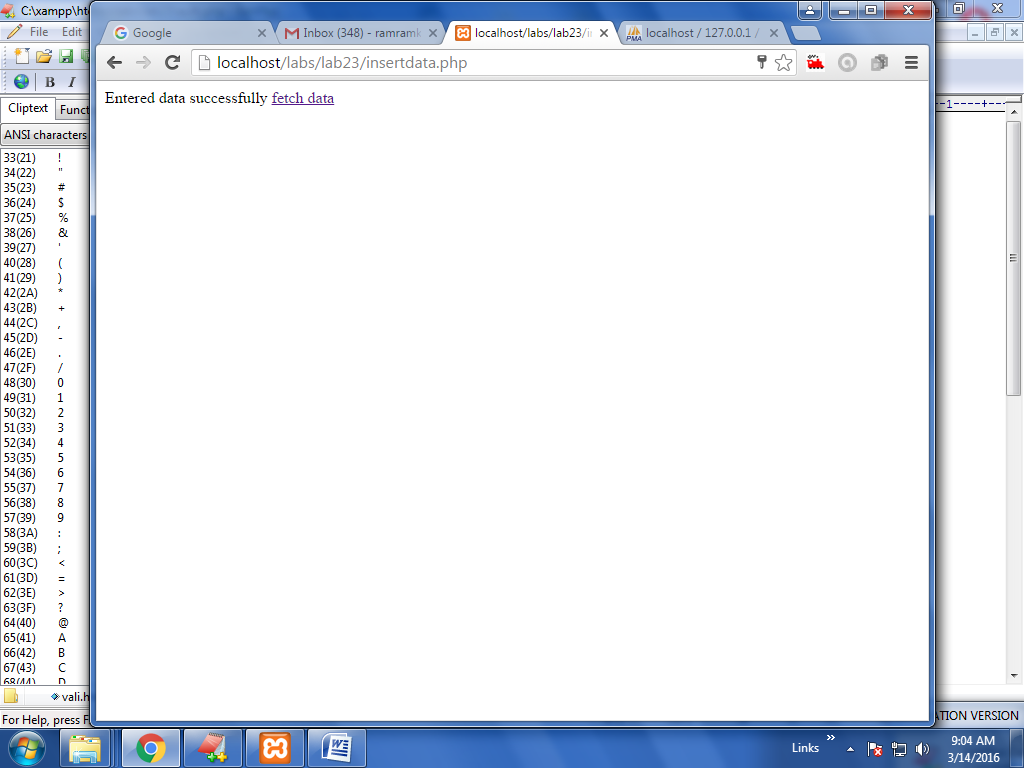 C:\xampp\ht
File Edit
B I
Cliptext Funct
ANSI characters
33(21) !
34(22) "
35(23) #
36(24) $
37(25) %
38(26) &
39(27) '
40(28) (
41(29) )
42(2A) *
43(2B) +
44(2C) ,
45(2D) -
46(2E) .
47(2F) /
48(30) 0
49(31) 1
50(32) 2
51(33) 3
52(34) 4
53(35) 5
54(36) 6
55(37) 7
56(38) 8
57(39) 9
58(3A) :
59(3B) ;
60(3C) <
61(3D) =
62(3E) >
63(3F) ?
64(40) @
65(41) A
66(42) B
67(43) C
68(44) D
vali.h
For Help, press F
Google
Inbox (348) - ramramk
localhost/labs/lab23/i
PMA localhost / 127.0.0.1 /
localhost/labs/lab23/insertdata.php
Entered data successfully fetch data
--1----+---
ATION VERSION
Links »
9:04 AM
3/14/2016